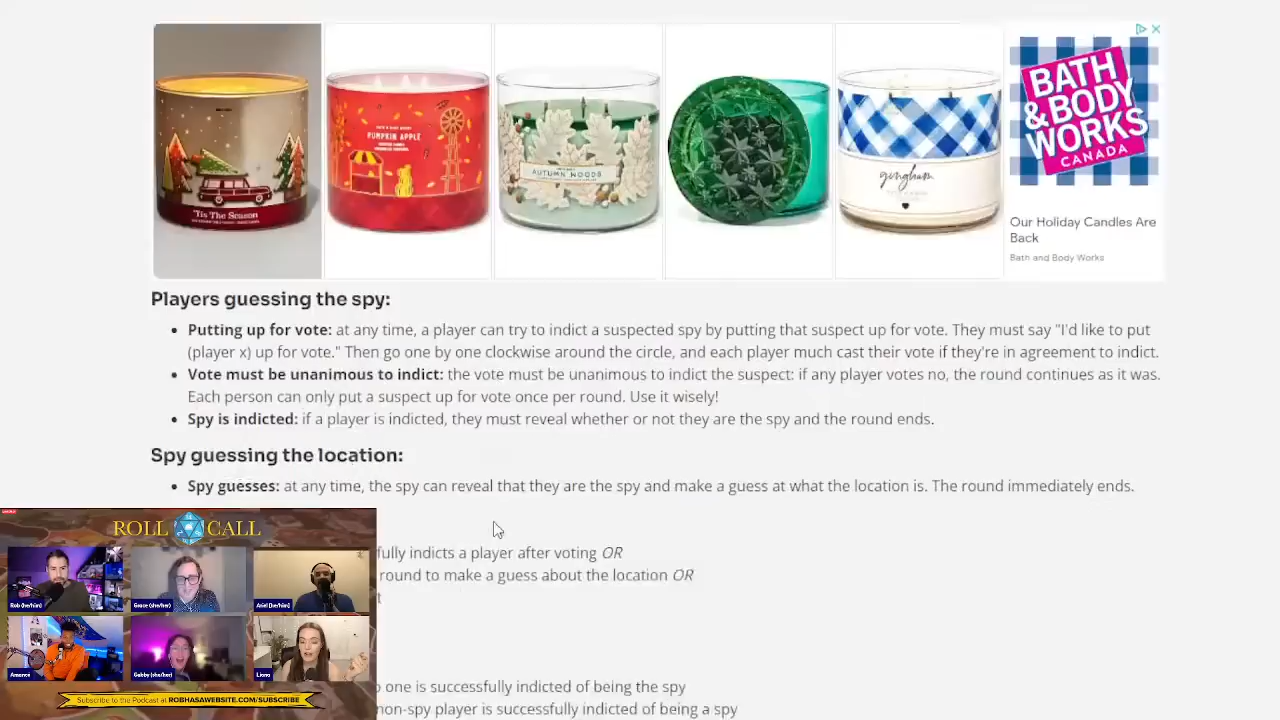 BATH
& BODY
WORKS
CANADA
'Tis The Season
PUMPKIN APPLE
AUTUMN WOODS
gingham
Our Holiday Candles Are
Back
Bath and Body Works
Players guessing the spy:
Putting up for vote: at any time, a player can try to indict a suspected spy by putting that suspect up for vote. They must say "I'd like to put
(player x) up for vote." Then go one by one clockwise around the circle, and each player much cast their vote if they're in agreement to indict.
Vote must be unanimous to indict: the vote must be unanimous to indict the suspect: if any player votes no, the round continues as it was.
Each person can only put a suspect up for vote once per round. Use it wisely!
Spy is indicted: if a player is indicted, they must reveal whether or not they are the spy and the round ends.
Spy guessing the location:
Spy guesses: at any time, the spy can reveal that they are the spy and make a guess at what the location is. The round immediately ends.
fully indicts a player after voting OR
round to make a guess about the location OR
t
one is successfully indicted of being the spy
non-spy player is successfully indicted of being a spy
ROLL CALL
Rob (he/him)
Grace (she/her)
Ariel [he/him]
Amance
Gabby (she/her)
Liana
Subscribe to the Podcast at ROBHASAWEBSITE.COM/SUBSCRIBE